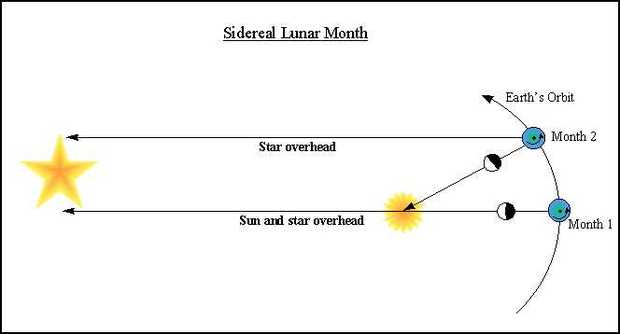 Sidereal Lunar Month
Earth's Orbit
Star overhead
Month 2
Sun and star overhead
Month 1